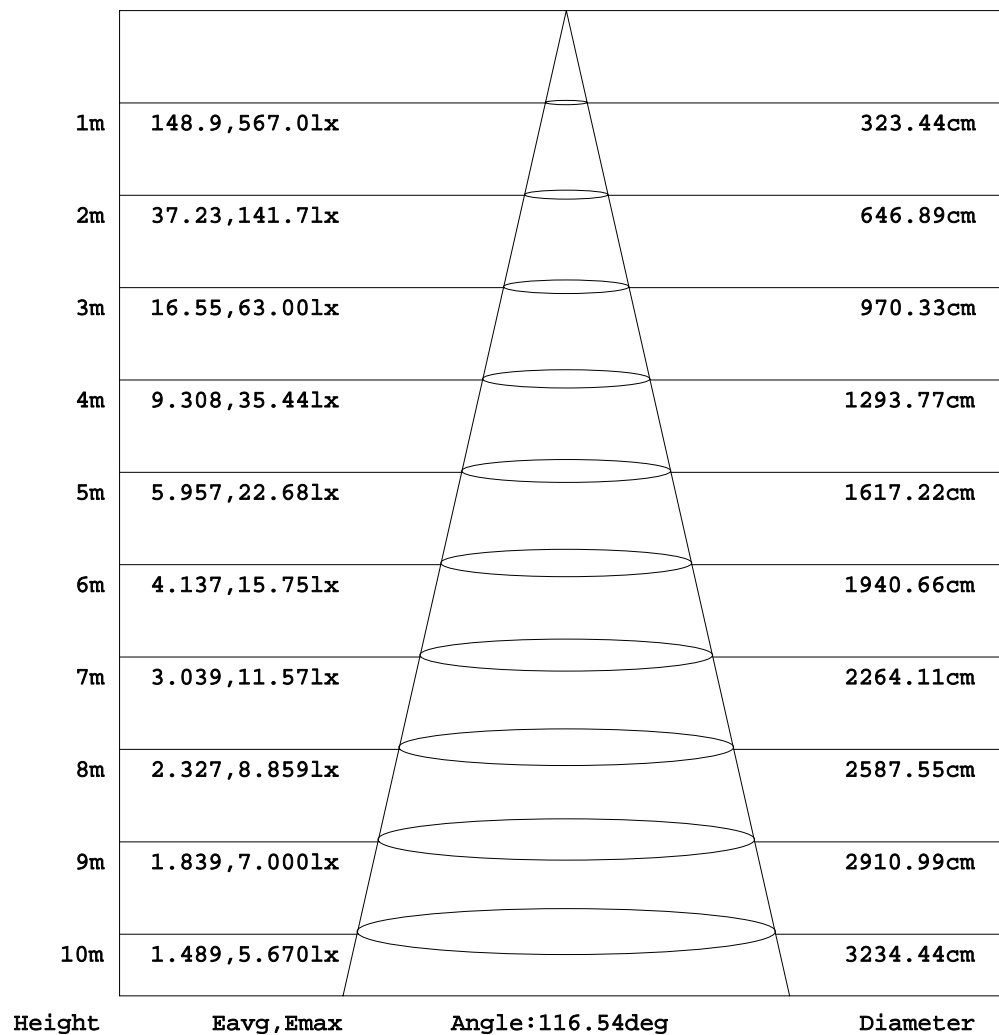 1m 148.9,567.0lx 323.44cm
2m 37.23,141.7lx 646.89cm
3m 16.55,63.00lx 970.33cm
4m 9.308,35.44lx 1293.77cm
5m 5.957,22.68lx 1617.22cm
6m 4.137,15.75lx 1940.66cm
7m 3.039,11.57lx 2264.11cm
8m 2.327,8.859lx 2587.55cm
9m 1.839,7.000lx 2910.99cm
10m 1.489,5.670lx 3234.44cm
Height Eavg,Emax Angle:116.54deg Diameter